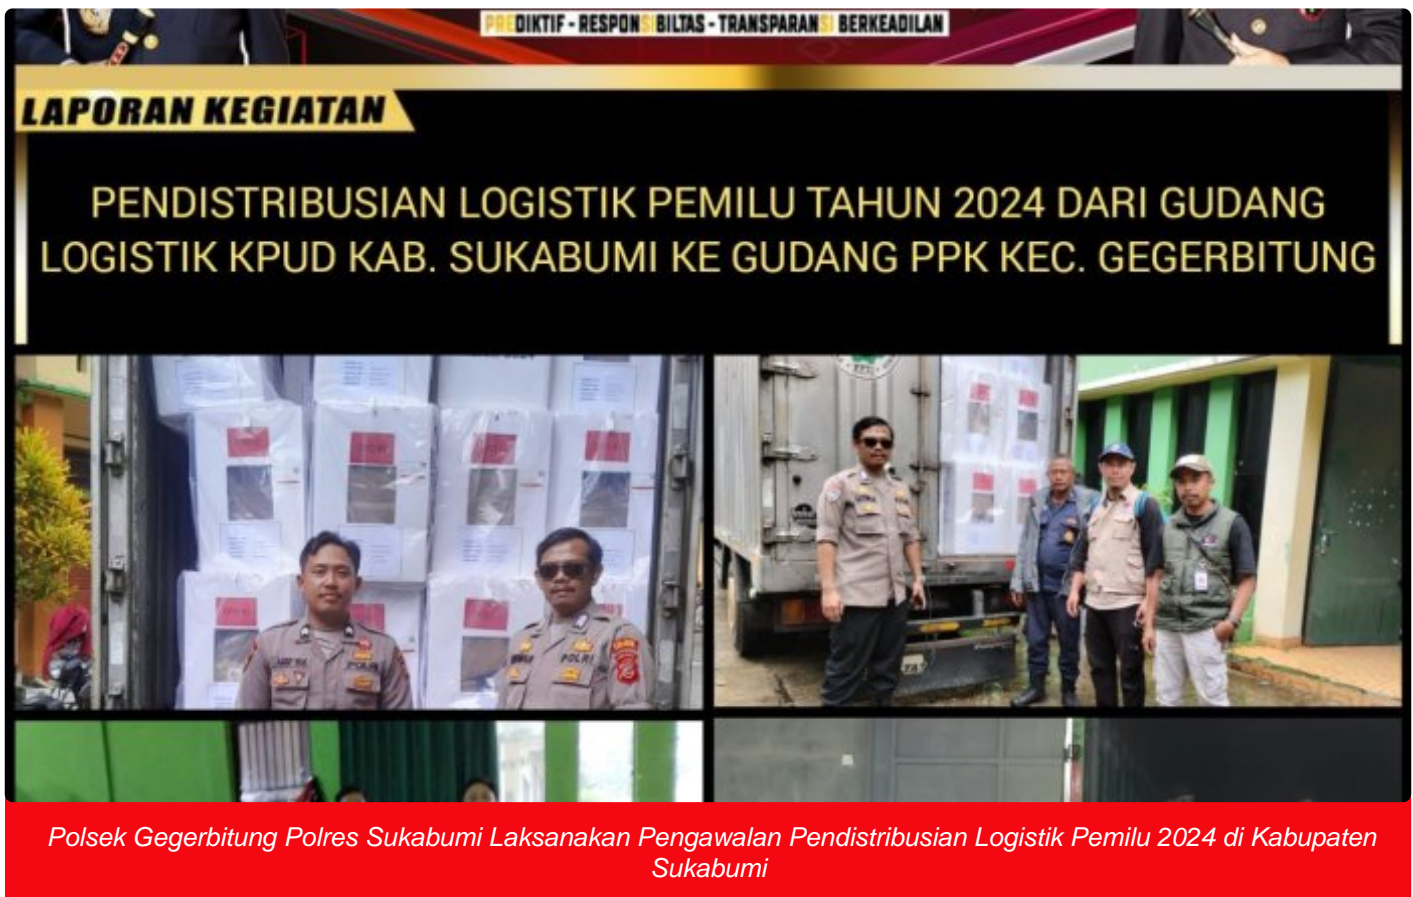 PREDIKTIF - RESPONSIBILTAS - TRANSPARANSI BERKEADILAN
LAPORAN KEGIATAN
PENDISTRIBUSIAN LOGISTIK PEMILU TAHUN 2024 DARI GUDANG
LOGISTIK KPUD KAB. SUKABUMI KE GUDANG PPK KEC. GEGERBITUNG
POLRI
POLRI
Polsek Gegerbitung Polres Sukabumi Laksanakan Pengawalan Pendistribusian Logistik Pemilu 2024 di Kabupaten
Sukabumi